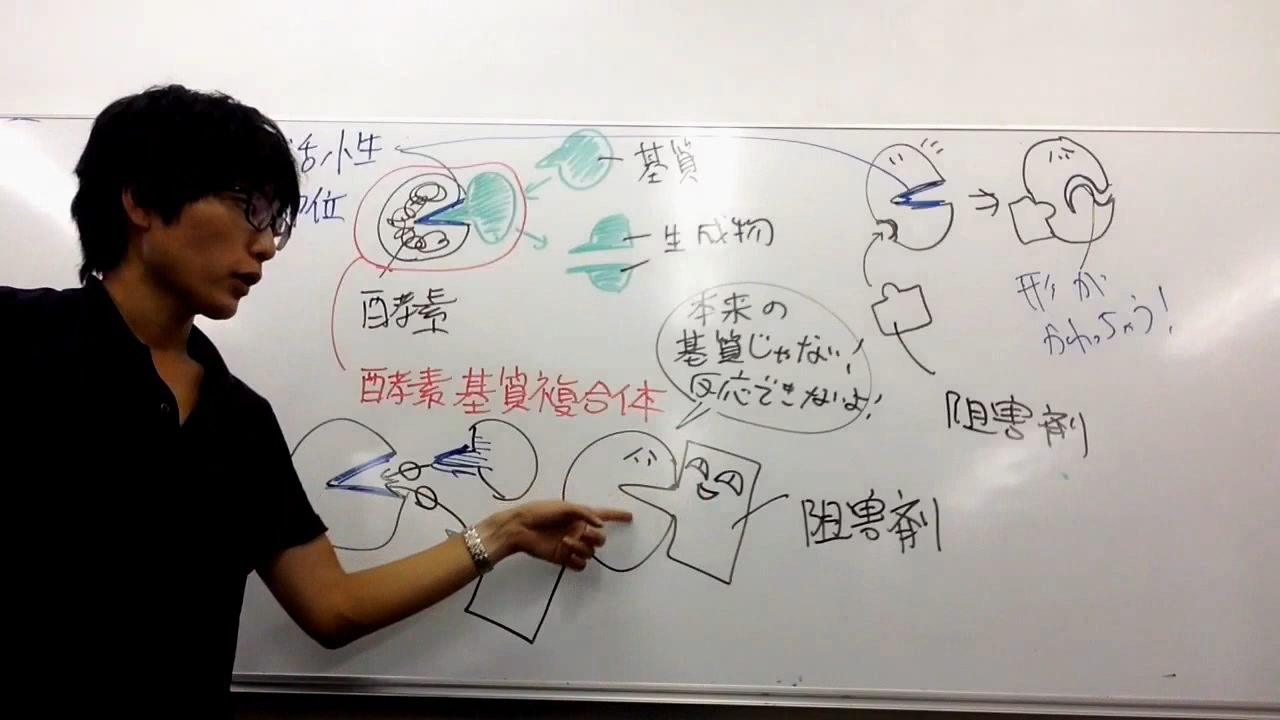 活性
位
基質
生成物
酵素
酵素基質複合体
本来の
基質じゃない!
反応できないよ!
阻害剤
形が
かわっちゃう!
阻害剤